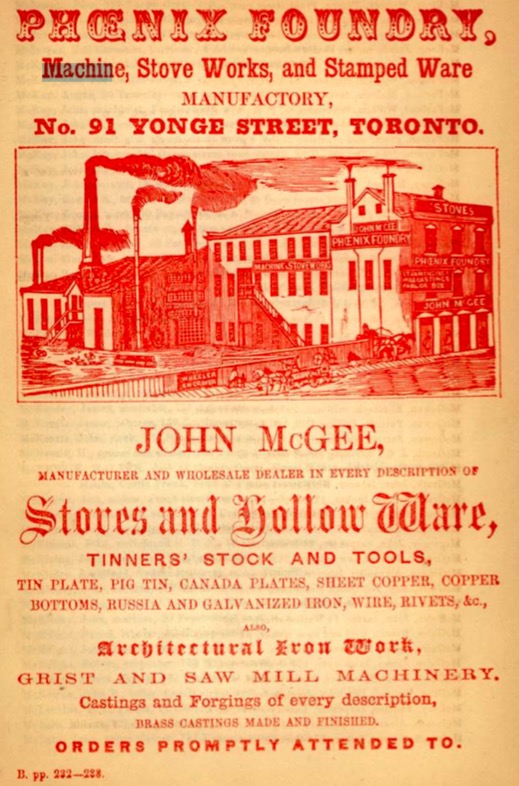 PHŒNIX FOUNDRY,
Machine, Stove Works, and Stamped Ware
MANUFACTORY,
No. 91 YONGE STREET, TORONTO.
STOVES
JOHN McGEE
PHŒNIX FOUNDRY
PHŒNIX FOUNDRY
MACHINE & STOVE WORKS
JOHN McGEE
WHEELER
JOHN McGEE,
MANUFACTURER AND WHOLESALE DEALER IN EVERY DESCRIPTION OF
Stoves and Hollow Ware,
TINNERS' STOCK AND TOOLS,
TIN PLATE, PIG TIN, CANADA PLATES, SHEET COPPER, COPPER
BOTTOMS, RUSSIA AND GALVANIZED IRON, WIRE, RIVETS, &c.,
ALSO,
Architectural Iron Work,
GRIST AND SAW MILL MACHINERY.
Castings and Forgings of every description,
BRASS CASTINGS MADE AND FINISHED.
ORDERS PROMPTLY ATTENDED TO.
B. pp. 232—233.